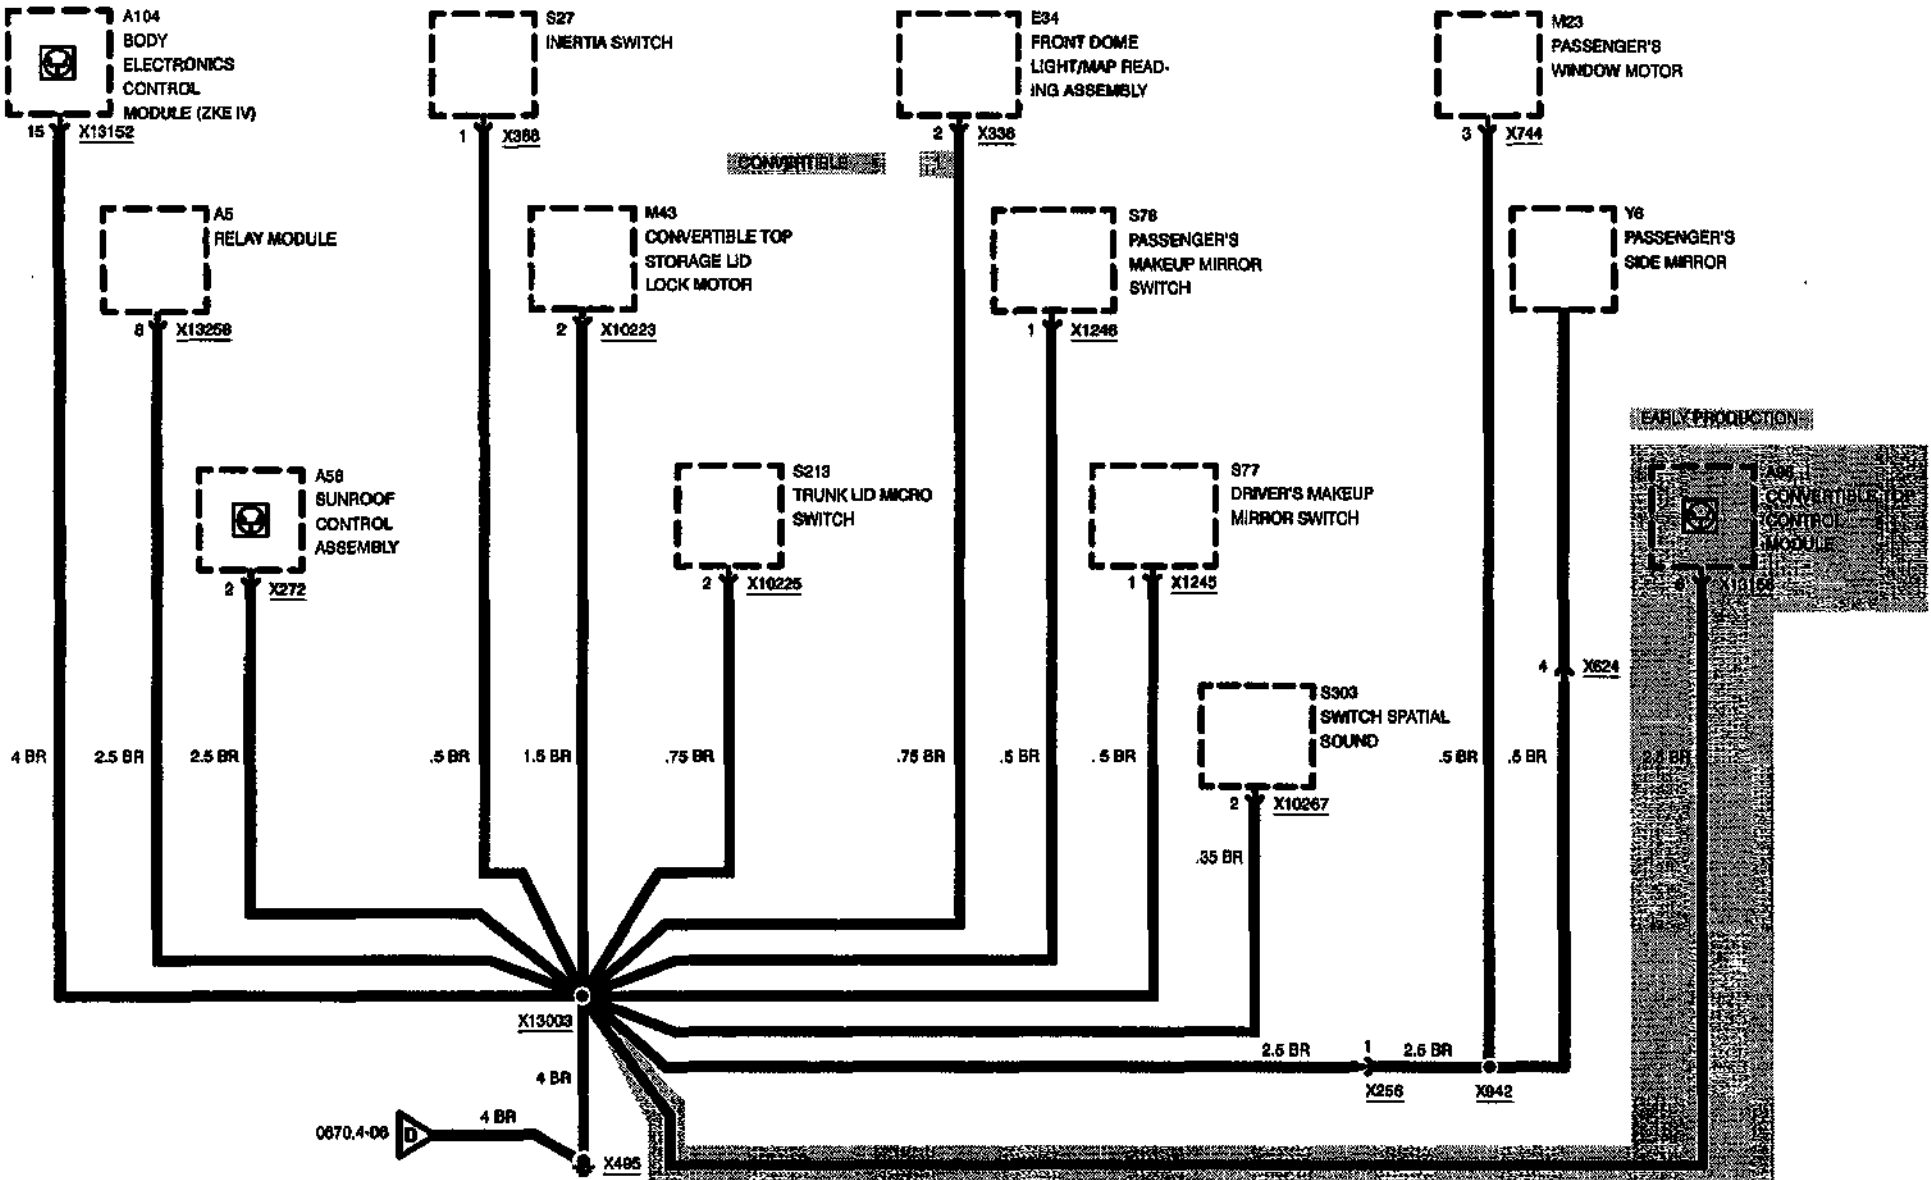 A104
BODY
ELECTRONICS
CONTROL
MODULE (ZKE IV)
15 X13152
S27
INERTIA SWITCH
1 X388
E34
FRONT DOME
LIGHT/MAP READ-
ING ASSEMBLY
2 X336
M23
PASSENGER'S
WINDOW MOTOR
3 X744
CONVERTIBLE
A5
RELAY MODULE
8 X13258
M43
CONVERTIBLE TOP
STORAGE LID
LOCK MOTOR
2 X10223
S78
PASSENGER'S
MAKEUP MIRROR
SWITCH
1 X1246
Y6
PASSENGER'S
SIDE MIRROR
EARLY PRODUCTION
A58
SUNROOF
CONTROL
ASSEMBLY
2 X272
S213
TRUNK LID MICRO
SWITCH
2 X10225
S77
DRIVER'S MAKEUP
MIRROR SWITCH
1 X1245
CONVERTIBLE TOP
CONTROL
MODULE
4 X624
S303
SWITCH SPATIAL
SOUND
2 X10267
4 BR
2.5 BR
2.5 BR
.5 BR
1.5 BR
.75 BR
.75 BR
.5 BR
.5 BR
.5 BR
.5 BR
2.5 BR
.35 BR
X13003
2.5 BR
1
2.5 BR
X256
X942
4 BR
0670.4-06
D
4 BR
X495